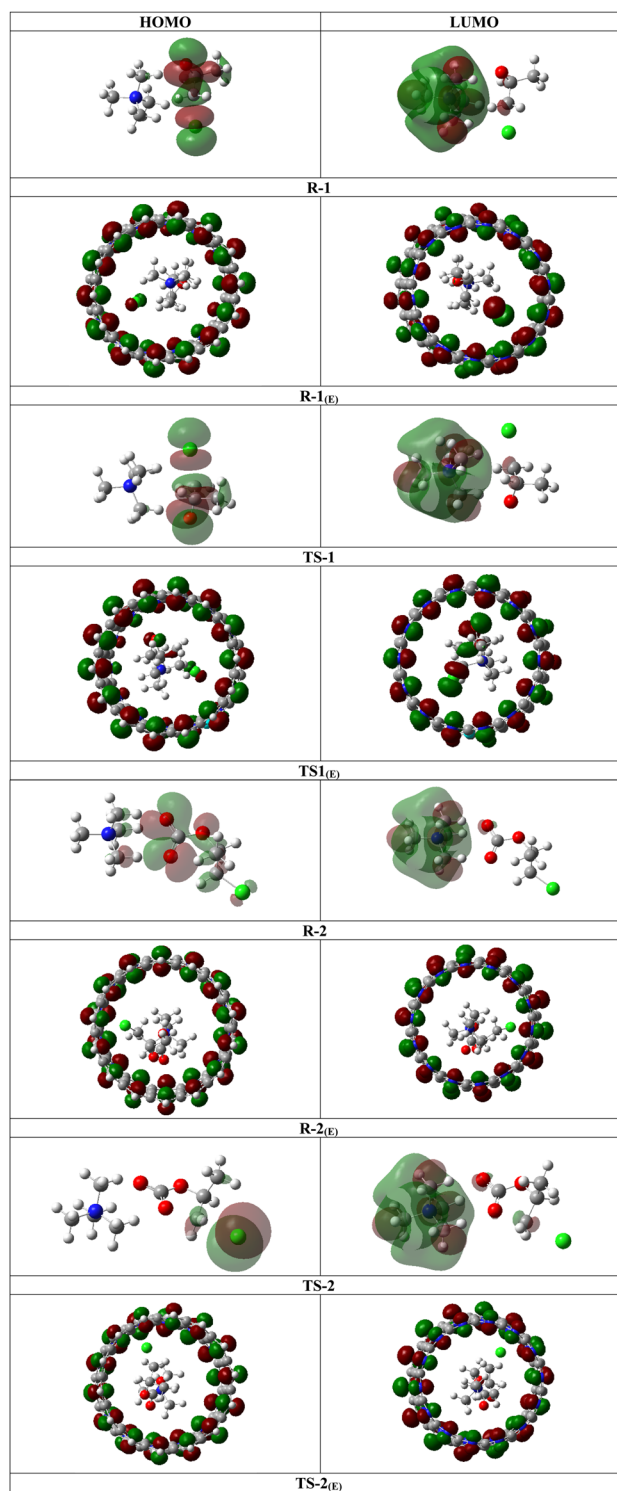 HOMO LUMO
R-1
R-1(E)
TS-1
TS1(E)
R-2
R-2(E)
TS-2
TS-2(E)